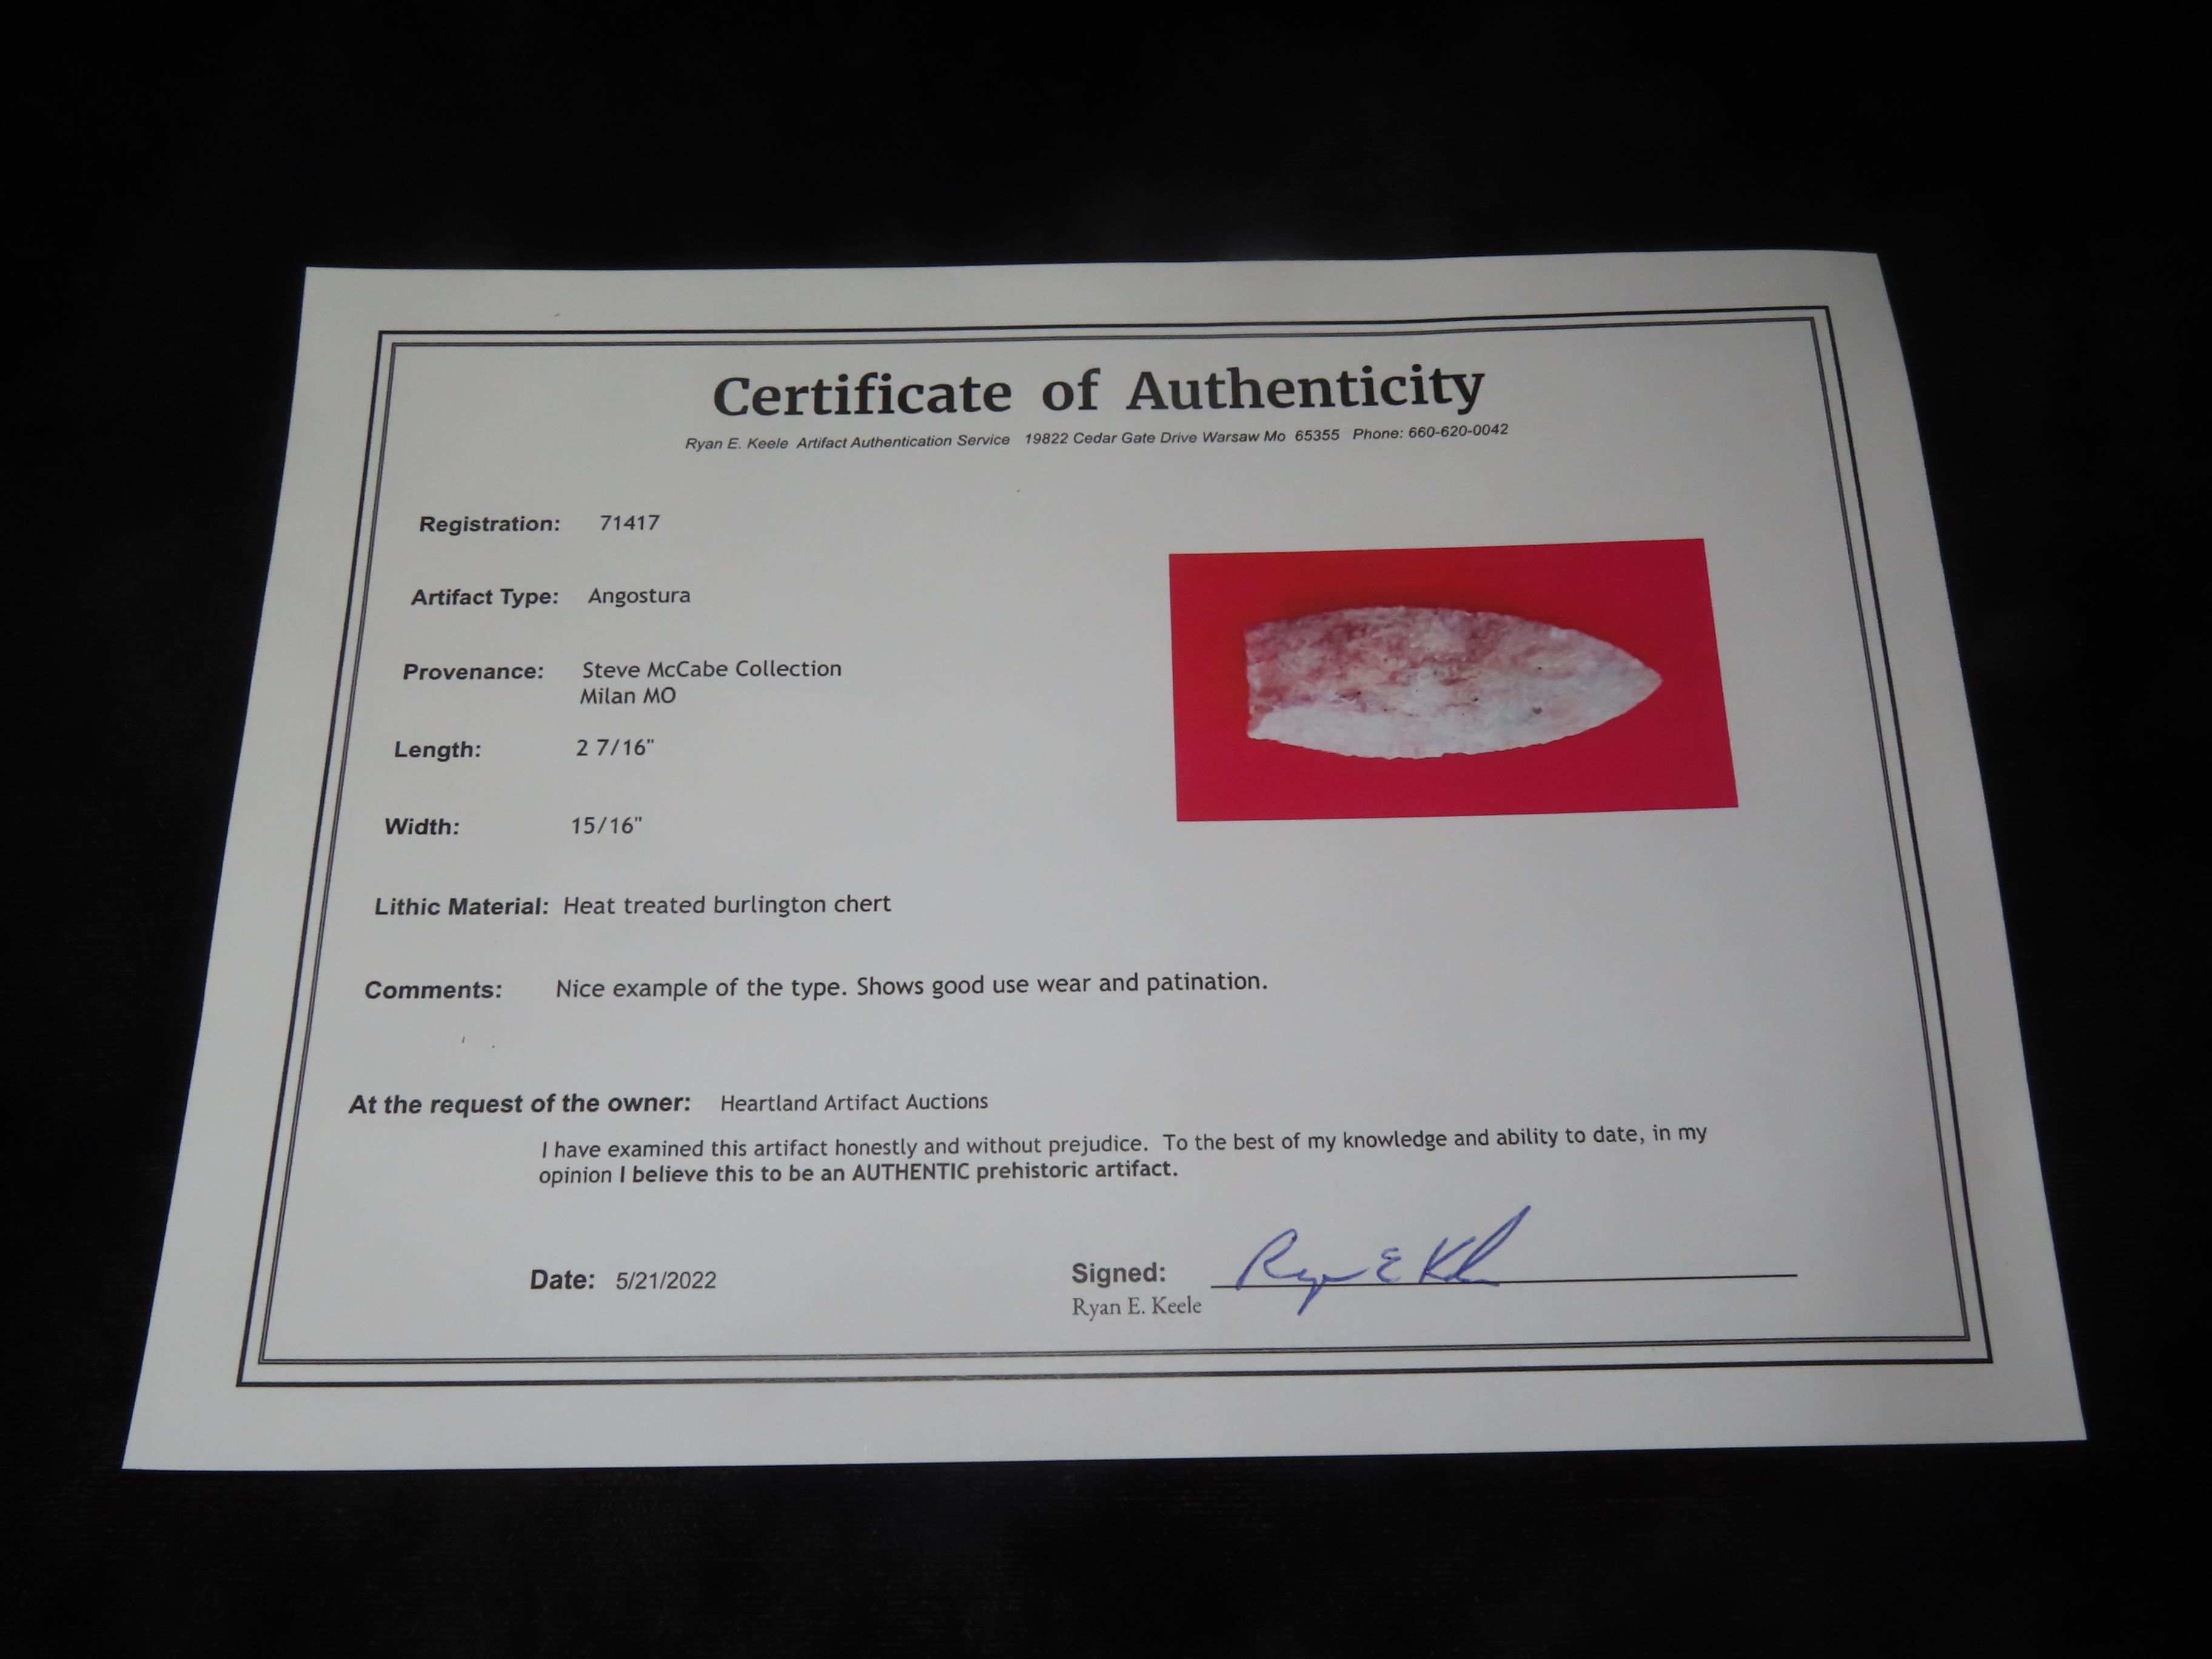 Certificate of Authenticity
Ryan E. Keele Artifact Authentication Service 19822 Cedar Gate Drive Warsaw Mo 65355 Phone: 660-620-0042
Registration: 71417
Artifact Type: Angostura
Provenance: Steve McCabe Collection
Milan MO
Length: 2 7/16"
Width: 15/16"
Lithic Material: Heat treated burlington chert
Comments: Nice example of the type. Shows good use wear and patination.
At the request of the owner: Heartland Artifact Auctions
I have examined this artifact honestly and without prejudice. To the best of my knowledge and ability to date, in my
opinion I believe this to be an AUTHENTIC prehistoric artifact.
Date: 5/21/2022
Signed: Ryan E Keele
Ryan E. Keele